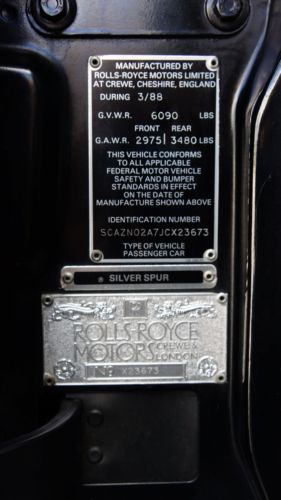 MANUFACTURED BY
ROLLS-ROYCE MOTORS LIMITED
AT CREWE, CHESHIRE, ENGLAND
DURING 3/88
G.V.W.R. 6090 LBS
FRONT REAR
G.A.W.R. 2975 3480 LBS
THIS VEHICLE CONFORMS
TO ALL APPLICABLE
FEDERAL MOTOR VEHICLE
SAFETY AND BUMPER
STANDARDS IN EFFECT
ON THE DATE OF
MANUFACTURE SHOWN ABOVE
IDENTIFICATION NUMBER
SCAZN02A7JCX23673
TYPE OF VEHICLE
PASSENGER CAR
® SILVER SPUR
ROLLS-ROYCE
MOTORS CREWE &
LONDON
No X23673